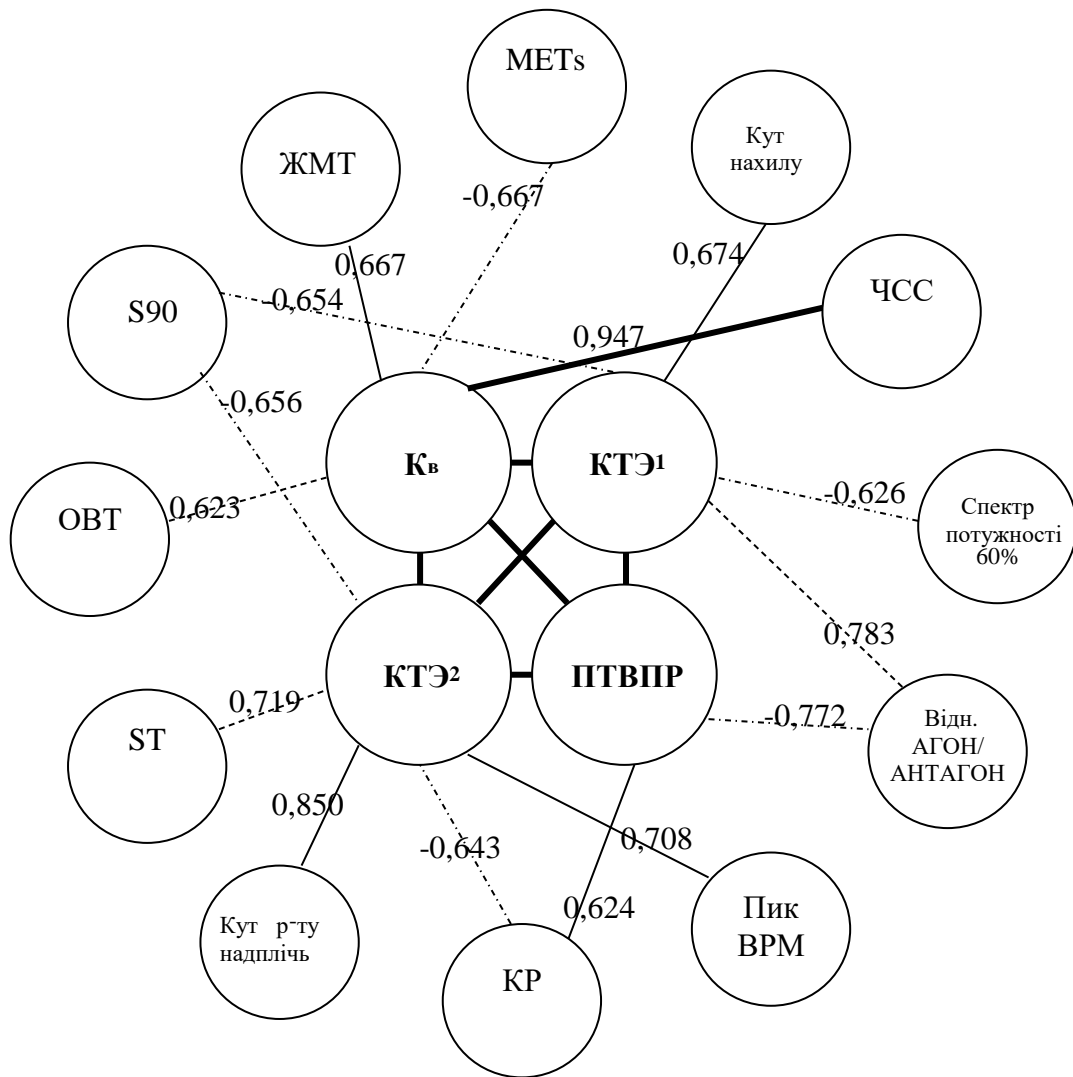 METs
Кут
нахилу
ЖМТ
-0,667
0,667
0,674
ЧСС
S90
-0,654
0,947
-0,656
Кв
КТЭ¹
ОВТ
0,623
-0,626
Спектр
потужності
60%
0,783
КТЭ²
ПТВПР
ST
0,719
-0,772
Відн.
АГОН/
АНТАГОН
0,850
-0,643
0,708
0,624
Кут р-ту
надплічь
КР
Пик
ВРМ